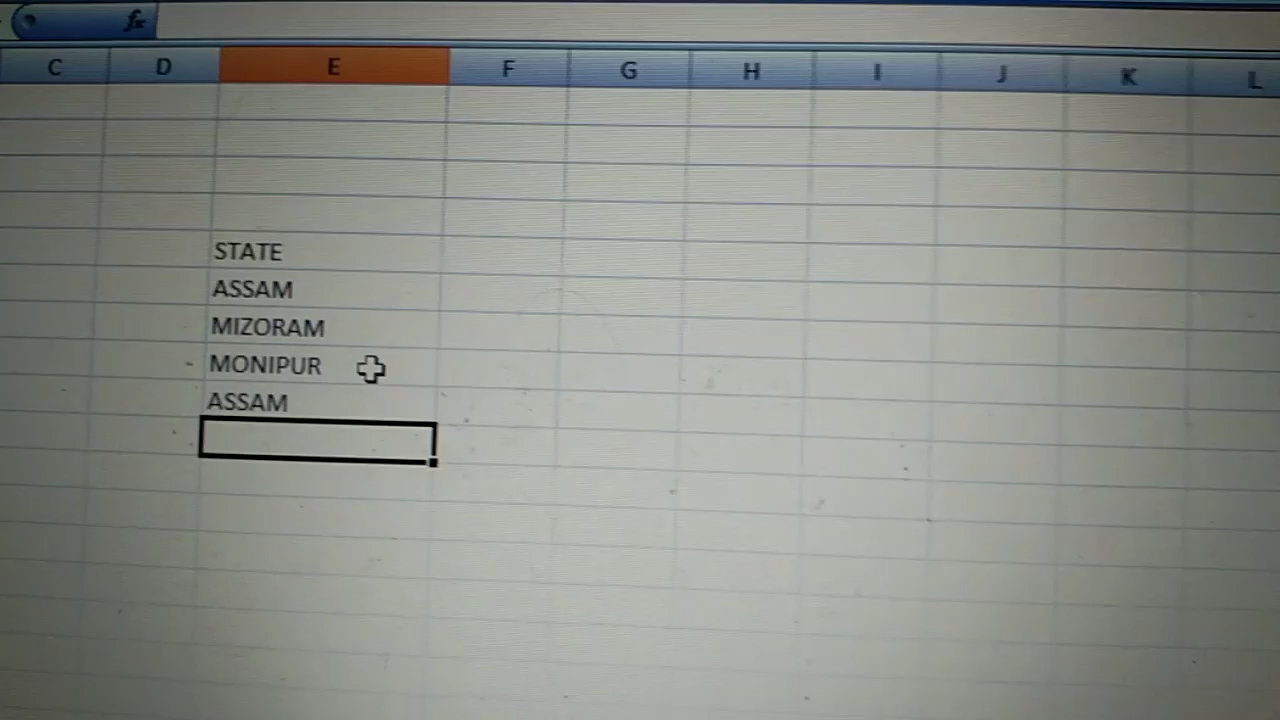 fx
C D E F G H I J K L
STATE
ASSAM
MIZORAM
MONIPUR
ASSAM